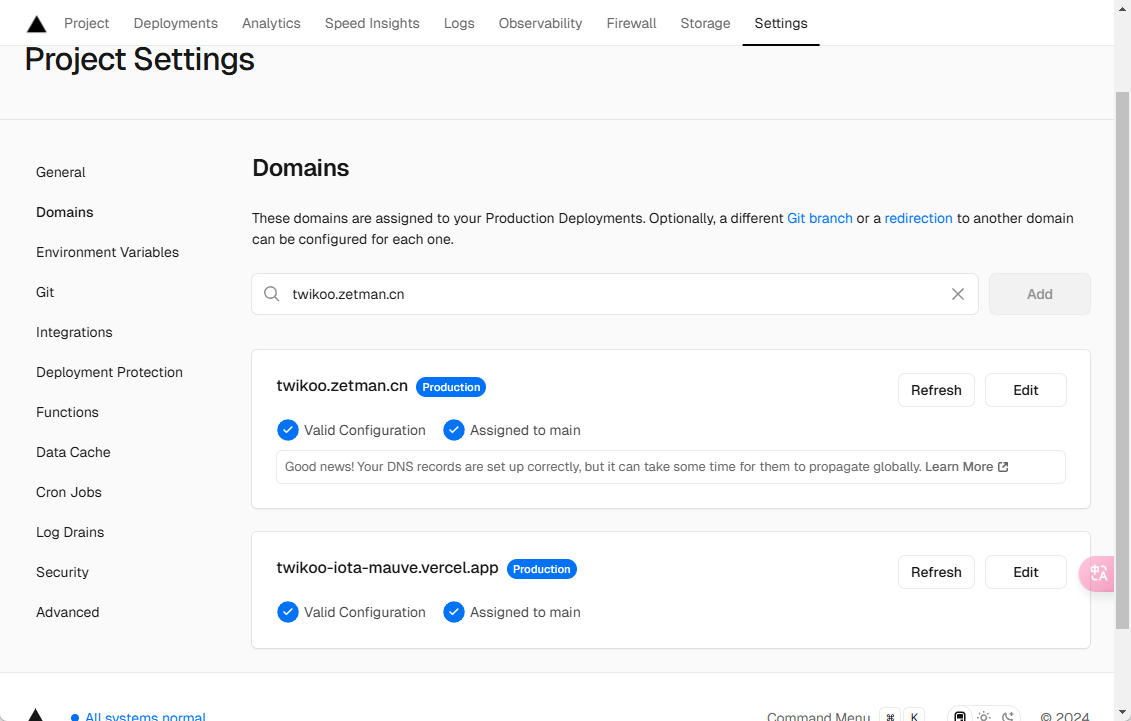 Project Deployments Analytics Speed Insights Logs Observability Firewall Storage Settings
Project Settings
General
Domains
Environment Variables
Git
Integrations
Deployment Protection
Functions
Data Cache
Cron Jobs
Log Drains
Security
Advanced
Domains
These domains are assigned to your Production Deployments. Optionally, a different Git branch or a redirection to another domain
can be configured for each one.
twikoo.zetman.cn
Add
twikoo.zetman.cn Production
Refresh Edit
Valid Configuration Assigned to main
Good news! Your DNS records are set up correctly, but it can take some time for them to propagate globally. Learn More
twikoo-iota-mauve.vercel.app Production
Refresh Edit
Valid Configuration Assigned to main
中A
All systems normal
Command Menu ⌘ K
© 2024